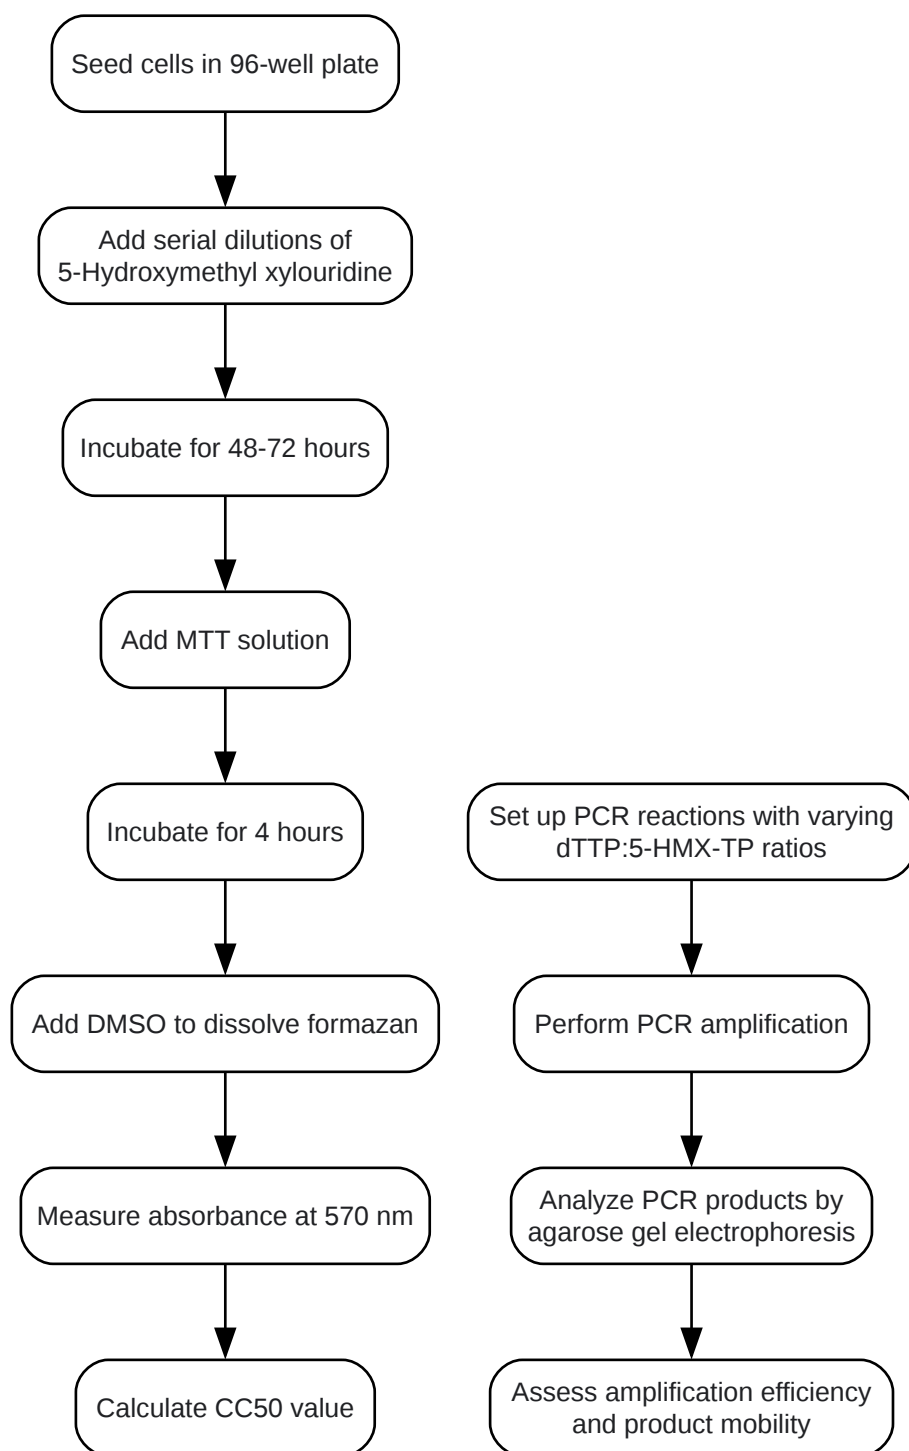 Seed cells in 96-well plate
Add serial dilutions of
5-Hydroxymethyl xylouridine
Incubate for 48-72 hours
Add MTT solution
Incubate for 4 hours
Add DMSO to dissolve formazan
Measure absorbance at 570 nm
Calculate CC50 value
Set up PCR reactions with varying
dTTP:5-HMX-TP ratios
Perform PCR amplification
Analyze PCR products by
agarose gel electrophoresis
Assess amplification efficiency
and product mobility